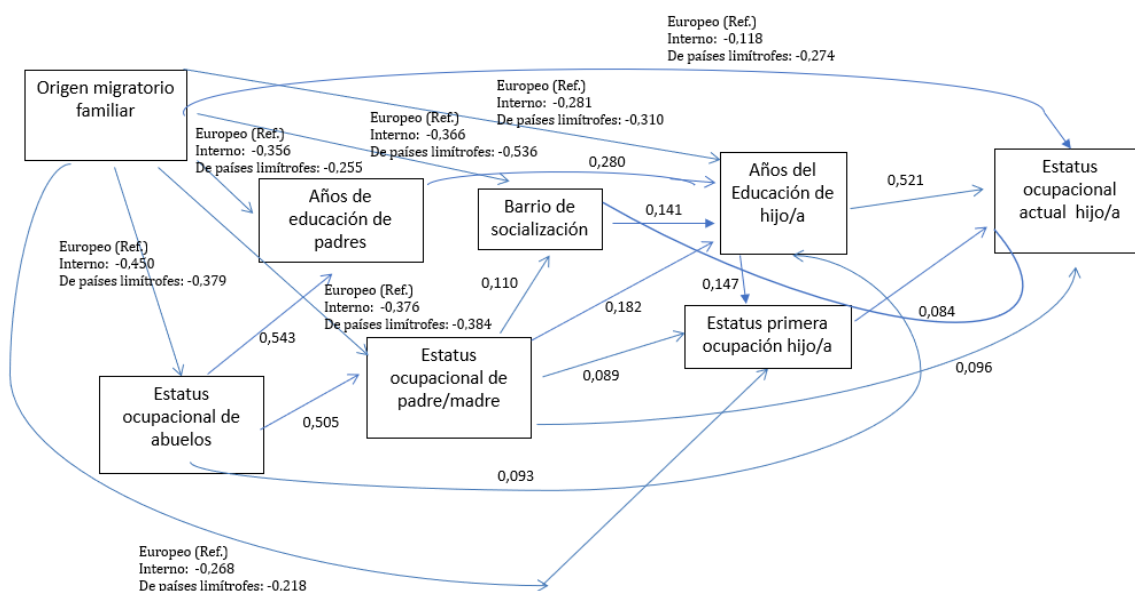 Europeo (Ref.)
Interno: -0,118
De países limítrofes: -0,274
Origen migratorio
familiar
Europeo (Ref.)
Interno: -0,281
De países limítrofes: -0,310
Europeo (Ref.)
Interno: -0,366
De países limítrofes: -0,536
Europeo (Ref.)
Interno: -0,356
De países limítrofes: -0,255
0,280
Años del
Educación de
hijo/a
Estatus
ocupacional
actual hijo/a
0,521
Años de
educación de
padres
Barrio de
socialización
0,141
Europeo (Ref.)
Interno: -0,450
De países limítrofes: -0,379
0,110
0,147
Europeo (Ref.)
Interno: -0,376
De países limítrofes: -0,384
0,182
0,084
Estatus primera
ocupación hijo/a
0,543
Estatus
ocupacional de
padre/madre
0,089
0,096
Estatus
ocupacional de
abuelos
0,505
0,093
Europeo (Ref.)
Interno: -0,268
De países limítrofes: -0,218